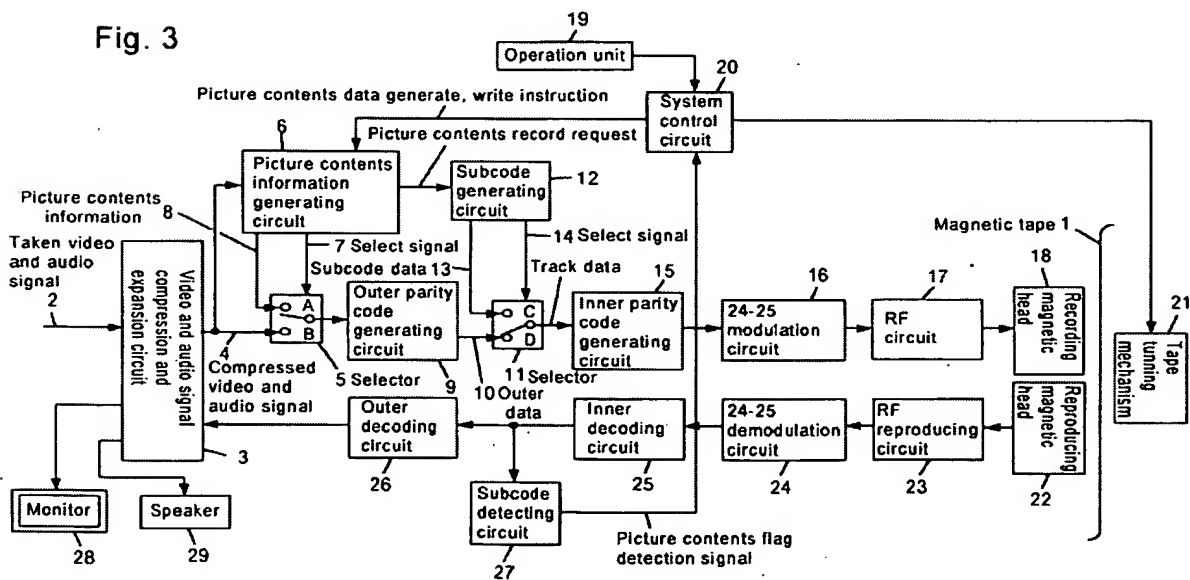 Fig. 3
19
Operation unit
20
System
control
circuit
Picture contents data generate, write instruction
6
Picture contents record request
Picture contents
information
generating
circuit
Subcode
generating
circuit
12
Picture contents
information
8
7 Select signal
14 Select signal
Magnetic tape 1
Taken video
and audio
signal
2
Video and audio signal
compression and
expansion circuit
Subcode data 13
Track data
A
B
Outer parity
code
generating
circuit
C
D
15
Inner parity
code generating
circuit
16
24-25
modulation
circuit
17
RF
circuit
18
Recording
magnetic
head
21
Tape
tunning
mechanism
4
Compressed
video and
audio signal
5 Selector
9
10
Outer
data
11 Selector
3
Outer
decoding
circuit
26
Inner
decoding
circuit
25
24-25
demodulation
circuit
24
RF
reproducing
circuit
23
Reproducing
magnetic
head
22
Monitor
28
Speaker
29
Subcode
detecting
circuit
27
Picture contents flag
detection signal